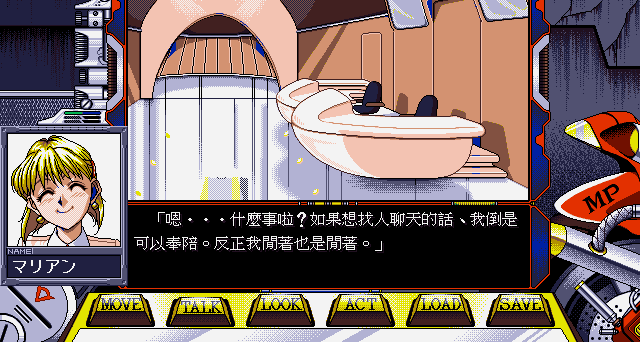 MP
「嗯・・・什麼事啦？如果想找人聊天的話、我倒是
可以奉陪。反正我閒著也是閒著。」
NAME
マリアン
MOVE TALK LOOK ACT LOAD SAVE